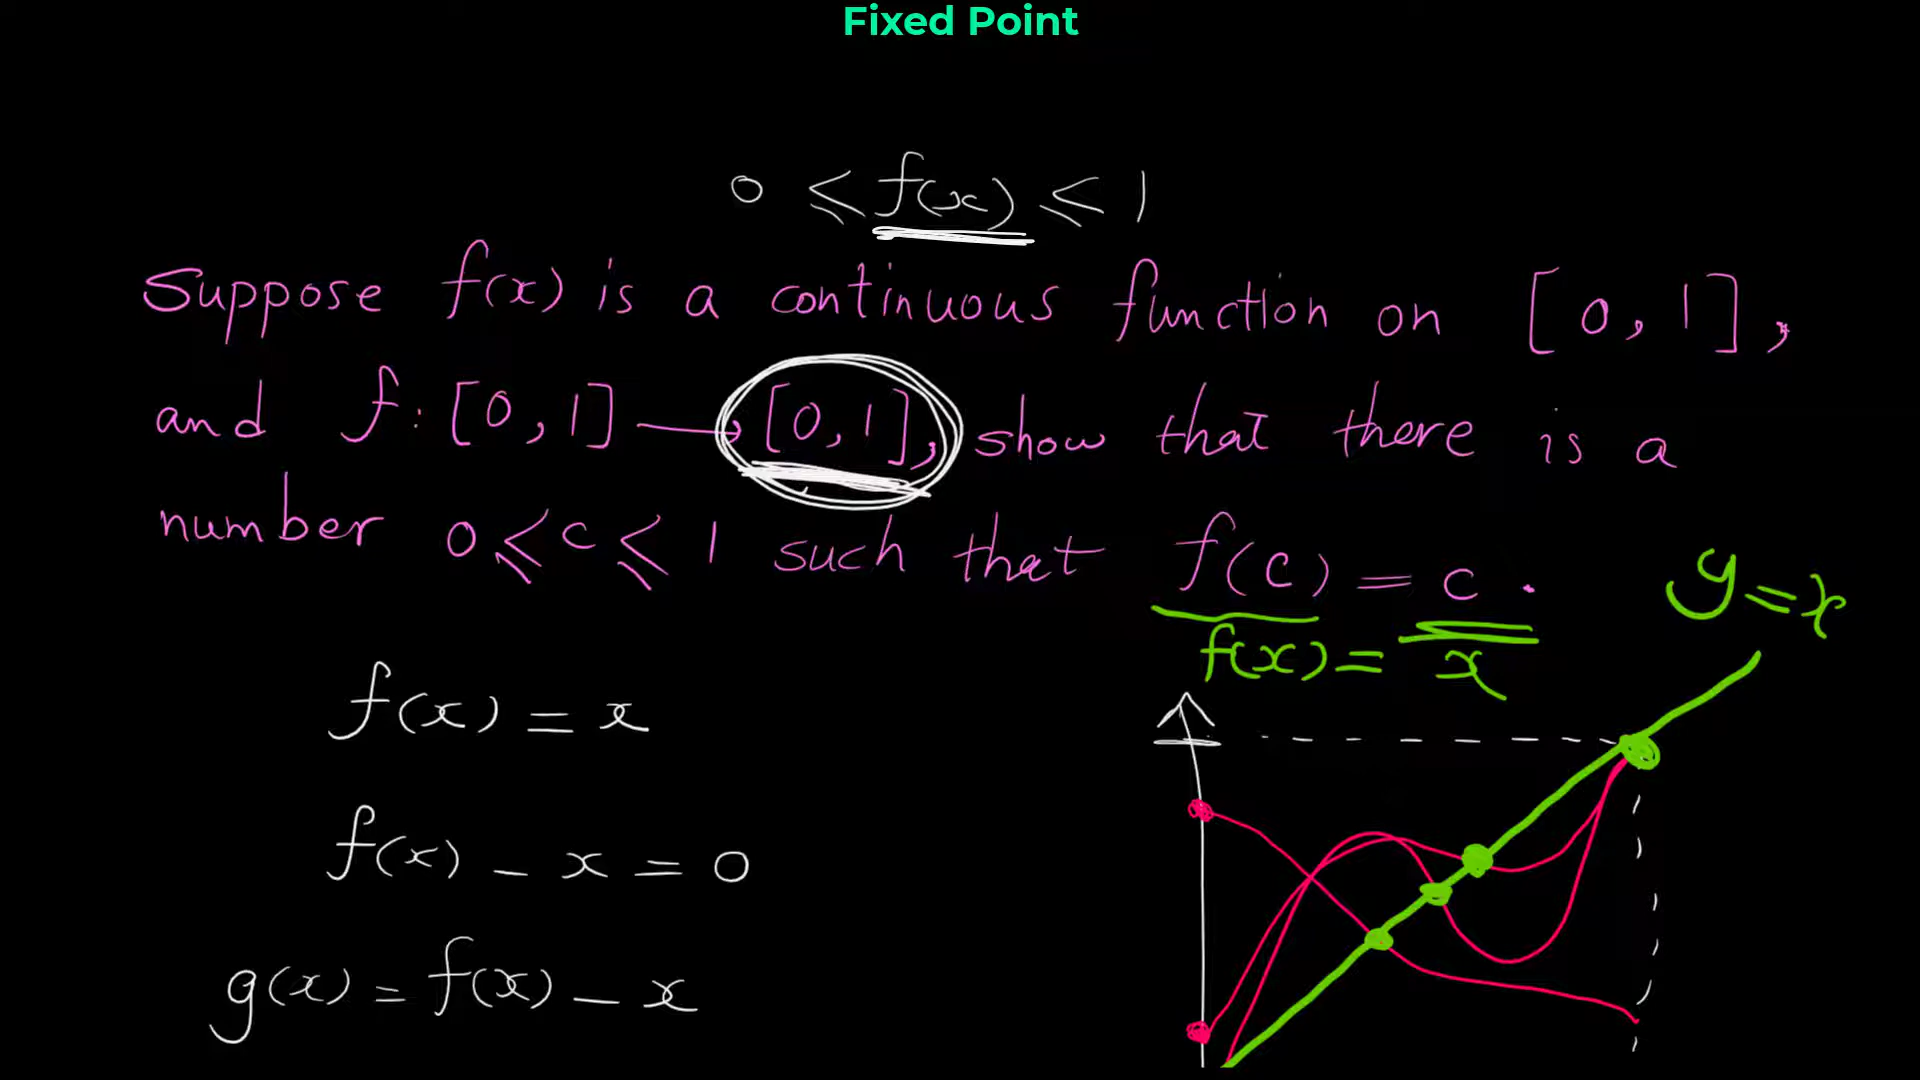 Fixed Point
0 ⩽ f(x) ⩽ 1
Suppose f(x) is a continuous function on [0, 1],
and f: [0, 1] → [0, 1], show that there is a
number 0 ⩽ c ⩽ 1 such that f(c) = c.
f(x) = x
y = x
f(x) = x
f(x) - x = 0
g(x) = f(x) - x